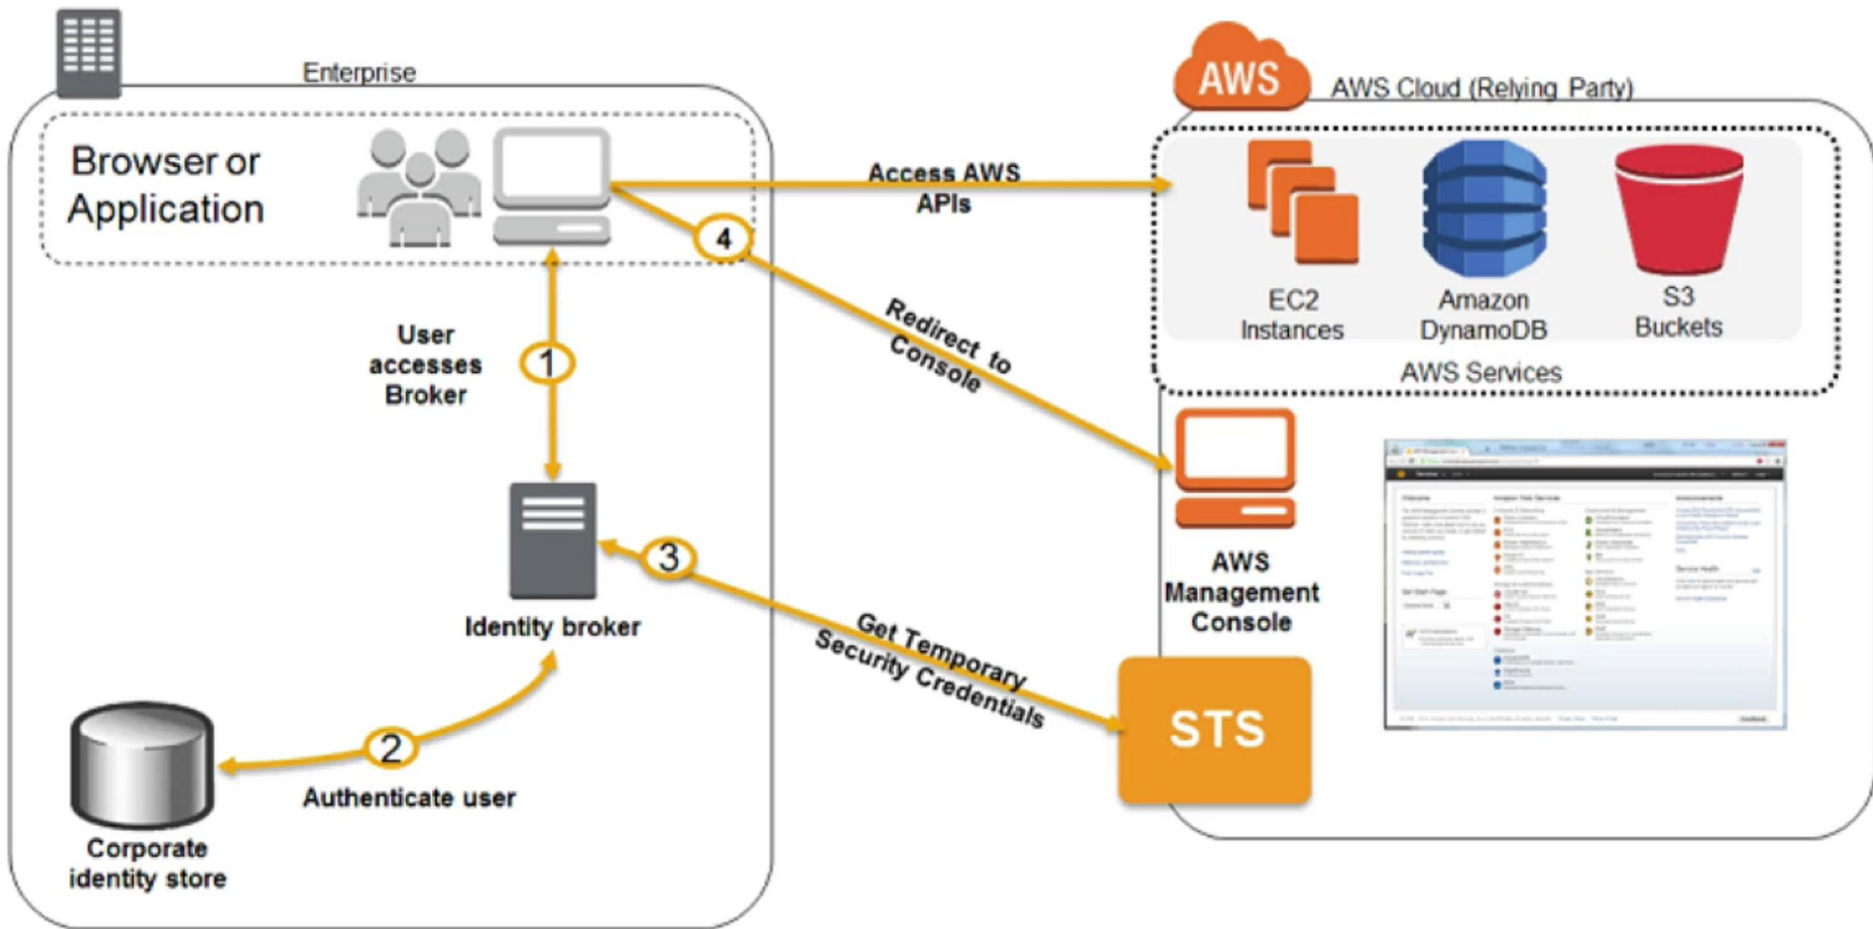 Enterprise
Browser or
Application
User
accesses
Broker
1
Identity broker
2
Authenticate user
Corporate
identity store
3
4
Access AWS
APIs
Redirect to
Console
Get Temporary
Security Credentials
AWS
AWS Cloud (Relying Party)
EC2
Instances
Amazon
DynamoDB
S3
Buckets
AWS Services
AWS
Management
Console
STS